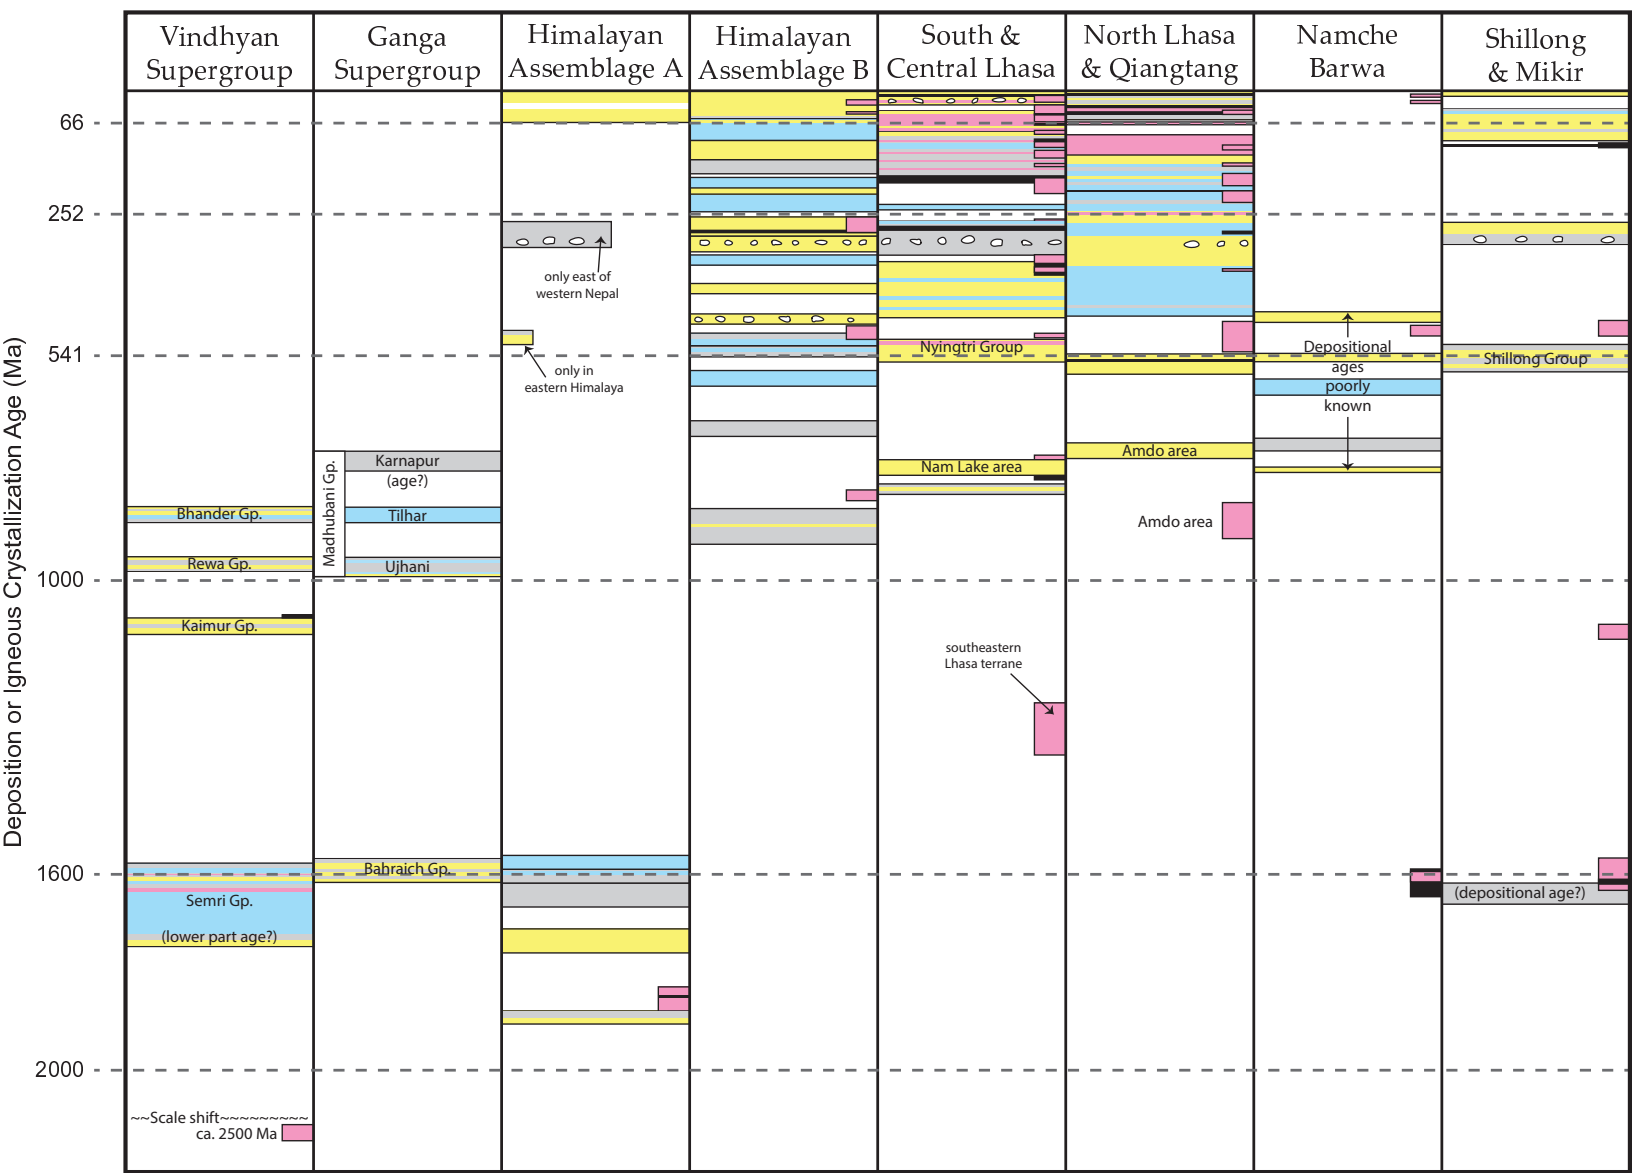 Vindhyan
Supergroup
Ganga
Supergroup
Himalayan
Assemblage A
Himalayan
Assemblage B
South &
Central Lhasa
North Lhasa
& Qiangtang
Namche
Barwa
Shillong
& Mikir
Deposition or Igneous Crystallization Age (Ma)
66
252
541
1000
1600
2000
Bhander Gp.
Rewa Gp.
Kaimur Gp.
Semri Gp.
(lower part age?)
~~Scale shift~~~~~~~~~
ca. 2500 Ma
Madhubani Gp.
Karnapur
(age?)
Tilhar
Ujhani
Bahraich Gp.
only east of
western Nepal
only in
eastern Himalaya
Nyingtri Group
Nam Lake area
southeastern
Lhasa terrane
Amdo area
Amdo area
Depositional
ages
poorly
known
Shillong Group
(depositional age?)